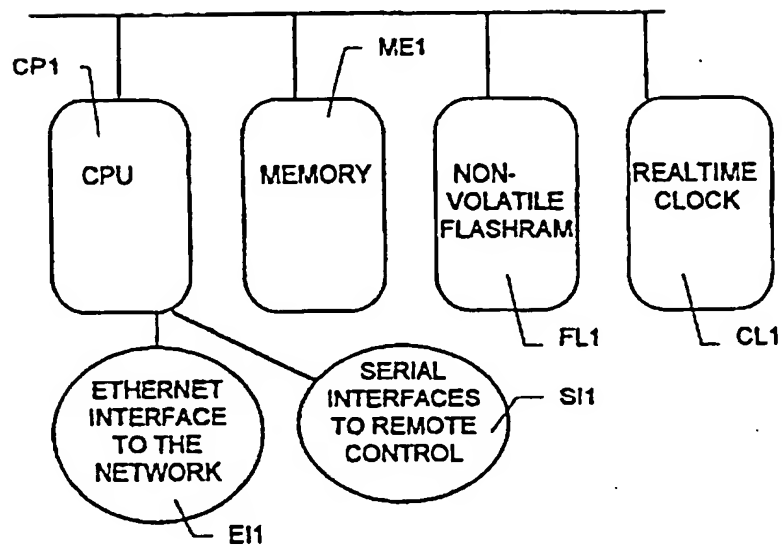 CP1
ME1
CPU
MEMORY
NON-
VOLATILE
FLASHRAM
REALTIME
CLOCK
FL1
CL1
ETHERNET
INTERFACE
TO THE
NETWORK
SERIAL
INTERFACES
TO REMOTE
CONTROL
SI1
EI1